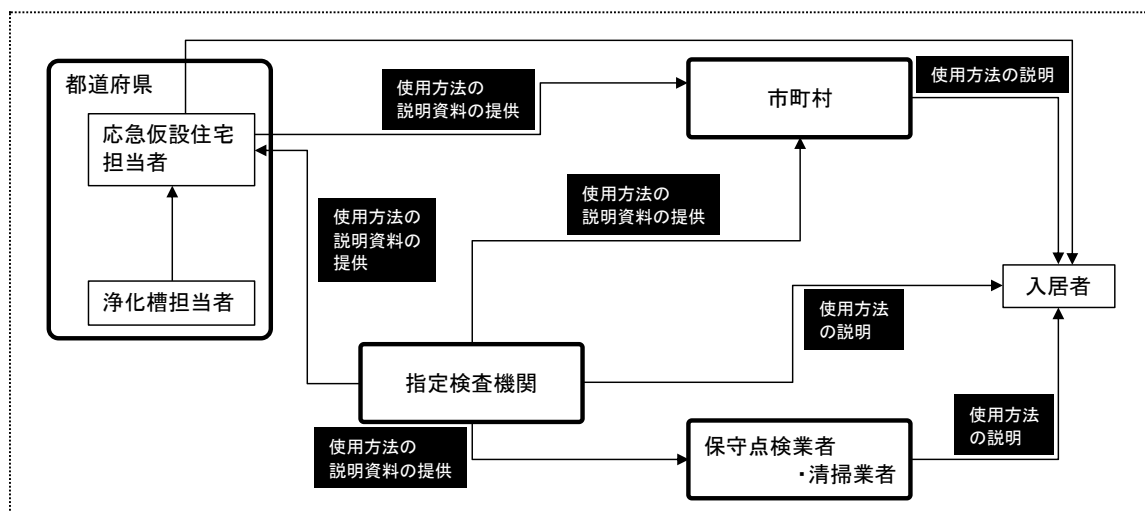 都道府県
応急仮設住宅
担当者
浄化槽担当者
使用方法の
説明資料の提供
市町村
使用方法の説明
使用方法の
説明資料の
提供
使用方法の
説明資料の提供
入居者
使用方法
の説明
指定検査機関
使用方法の
説明資料の提供
保守点検業者
・清掃業者
使用方法
の説明